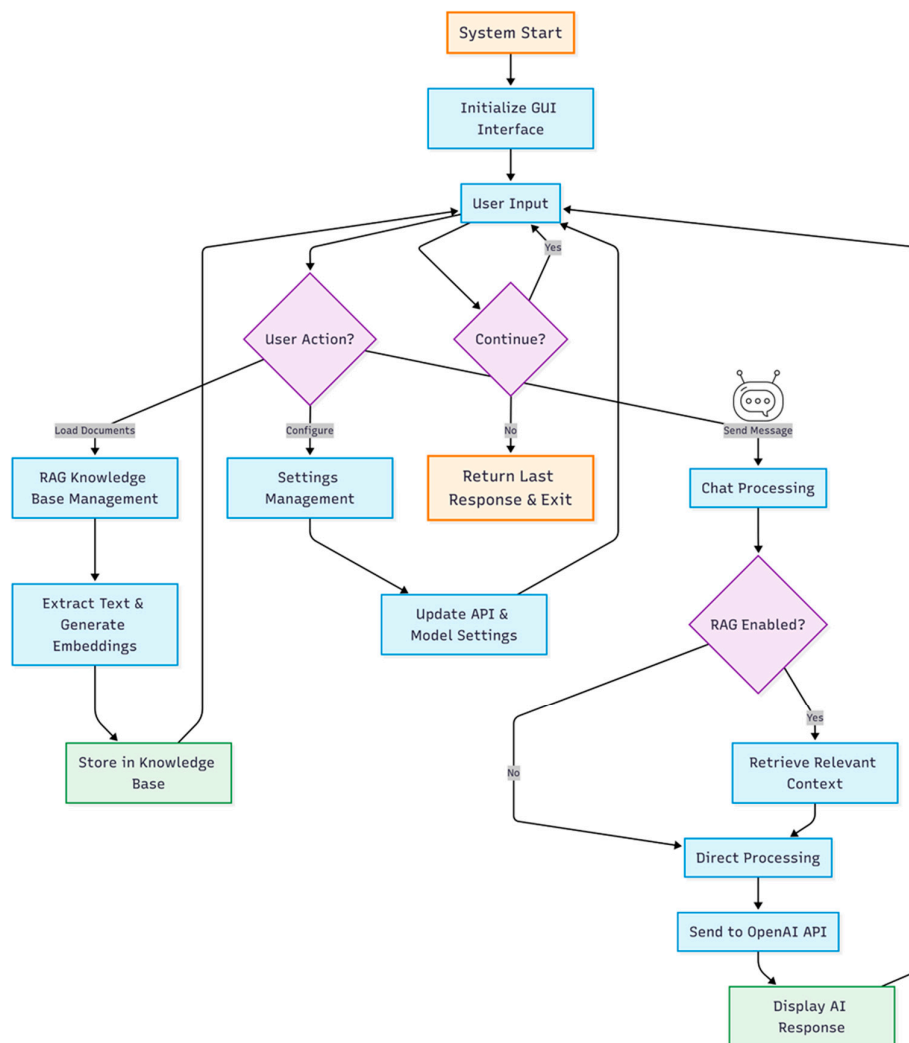 System Start
Initialize GUI
Interface
User Input
Yes
User Action?
Continue?
Load Documents
Configure
No
Send Message
RAG Knowledge
Base Management
Settings
Management
Return Last
Response & Exit
Chat Processing
Extract Text &
Generate
Embeddings
Update API &
Model Settings
RAG Enabled?
Yes
Store in Knowledge
Base
No
Retrieve Relevant
Context
Direct Processing
Send to OpenAI API
Display AI
Response